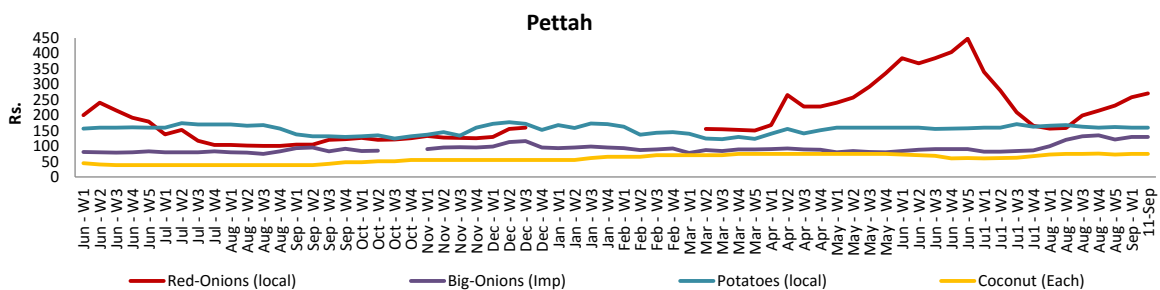 Pettah
Rs.
450
400
350
300
250
200
150
100
50
0
Jun - W1
Jun - W2
Jun - W3
Jun - W4
Jun - W5
Jul - W1
Jul - W2
Jul - W3
Jul - W4
Aug - W1
Aug - W2
Aug - W3
Aug - W4
Sep - W1
Sep - W2
Sep - W3
Sep - W4
Oct - W1
Oct - W2
Oct - W3
Oct - W4
Nov - W1
Nov - W2
Nov - W3
Nov - W4
Dec - W1
Dec - W2
Dec - W3
Dec - W4
Jan - W1
Jan - W2
Jan - W3
Jan - W4
Feb - W1
Feb - W2
Feb - W3
Feb - W4
Mar - W1
Mar - W2
Mar - W3
Mar - W4
Mar - W5
Apr - W1
Apr - W2
Apr - W3
Apr - W4
May - W1
May - W2
May - W3
May - W4
Jun - W1
Jun - W2
Jun - W3
Jun - W4
Jun - W5
Ju1 - W1
Ju1 - W2
Ju1 - W3
Ju1 - W4
Aug - W1
Aug - W2
Aug - W3
Aug - W4
Aug - W5
Sep - W1
11-Sep
Red-Onions (local)
Big-Onions (Imp)
Potatoes (local)
Coconut (Each)